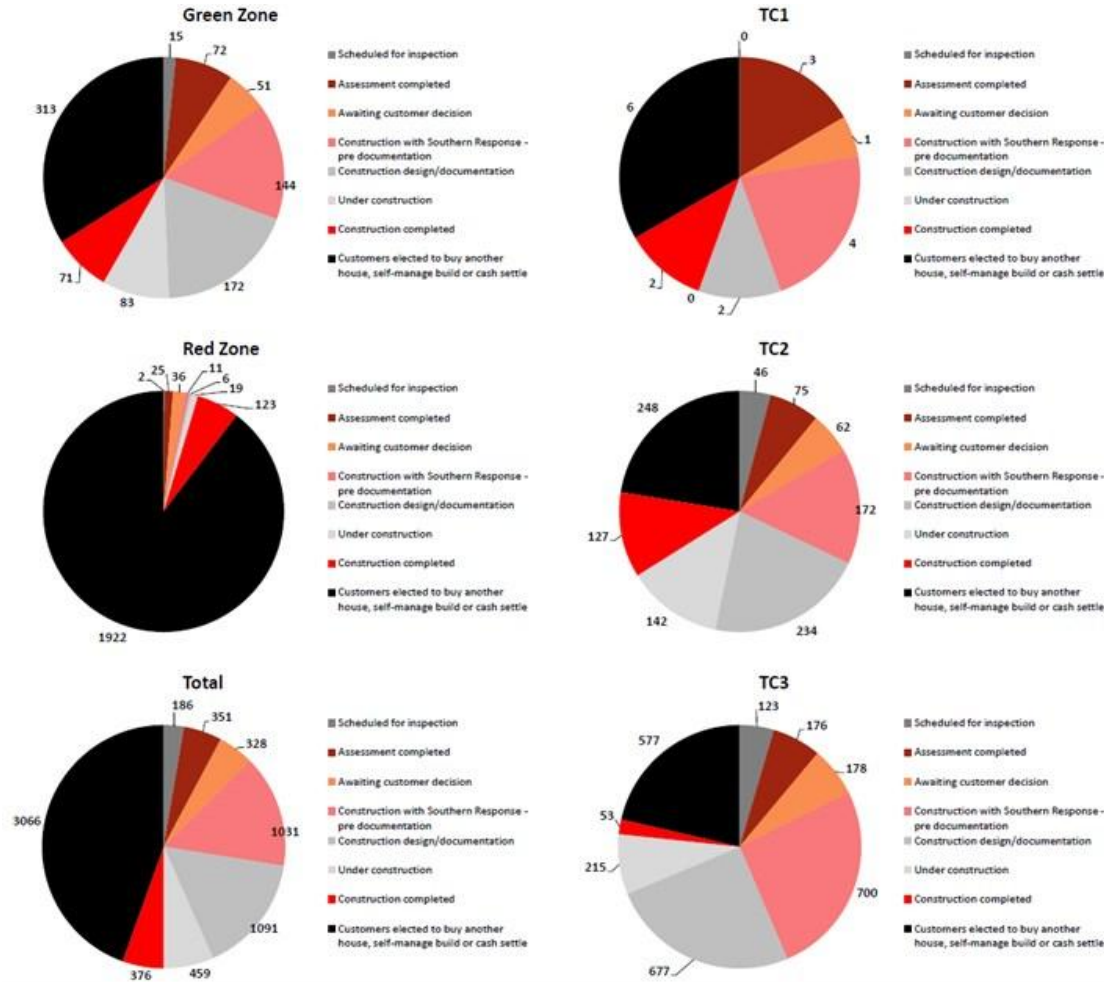 Green Zone
15
72
51
144
172
83
71
313
Scheduled for inspection
Assessment completed
Awaiting customer decision
Construction with Southern Response -
pre documentation
Construction design/documentation
Under construction
Construction completed
Customers elected to buy another
house, self-manage build or cash settle
TC1
0
3
1
4
2
0
2
6
Scheduled for inspection
Assessment completed
Awaiting customer decision
Construction with Southern Response -
pre documentation
Construction design/documentation
Under construction
Construction completed
Customers elected to buy another
house, self-manage build or cash settle
Red Zone
2
25
36
11
6
19
123
1922
Scheduled for inspection
Assessment completed
Awaiting customer decision
Construction with Southern Response -
pre documentation
Construction design/documentation
Under construction
Construction completed
Customers elected to buy another
house, self-manage build or cash settle
TC2
46
75
62
172
234
142
127
248
Scheduled for inspection
Assessment completed
Awaiting customer decision
Construction with Southern Response -
pre documentation
Construction design/documentation
Under construction
Construction completed
Customers elected to buy another
house, self-manage build or cash settle
Total
186
351
328
1031
1091
459
376
3066
Scheduled for inspection
Assessment completed
Awaiting customer decision
Construction with Southern Response -
pre documentation
Construction design/documentation
Under construction
Construction completed
Customers elected to buy another
house, self-manage build or cash settle
TC3
123
176
178
700
677
215
53
577
Scheduled for inspection
Assessment completed
Awaiting customer decision
Construction with Southern Response -
pre documentation
Construction design/documentation
Under construction
Construction completed
Customers elected to buy another
house, self-manage build or cash settle